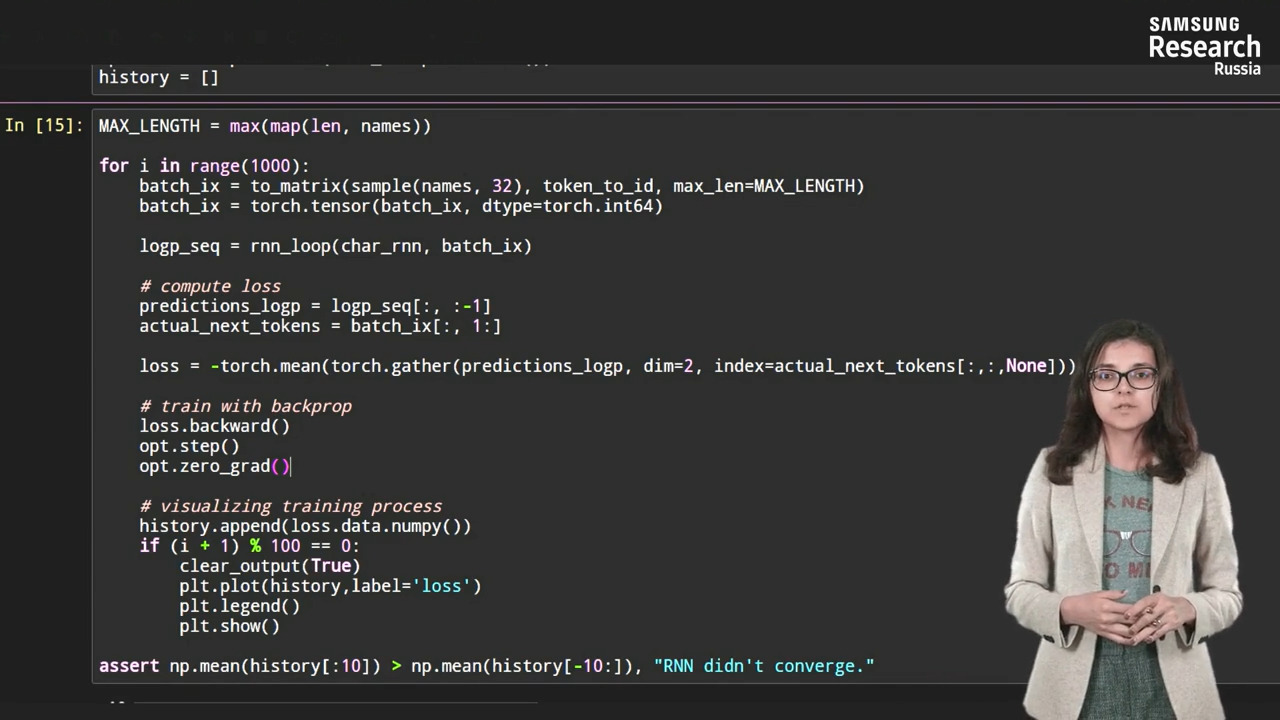 SAMSUNG
Research
Russia
history = []
In [15]:
MAX_LENGTH = max(map(len, names))
for i in range(1000):
batch_ix = to_matrix(sample(names, 32), token_to_id, max_len=MAX_LENGTH)
batch_ix = torch.tensor(batch_ix, dtype=torch.int64)
logp_seq = rnn_loop(char_rnn, batch_ix)
# compute loss
predictions_logp = logp_seq[:, :-1]
actual_next_tokens = batch_ix[:, 1:]
loss = -torch.mean(torch.gather(predictions_logp, dim=2, index=actual_next_tokens[:,:,None]))
# train with backprop
loss.backward()
opt.step()
opt.zero_grad()
# visualizing training process
history.append(loss.data.numpy())
if (i + 1) % 100 == 0:
clear_output(True)
plt.plot(history,label='loss')
plt.legend()
plt.show()
assert np.mean(history[:10]) > np.mean(history[-10:]), "RNN didn't converge."